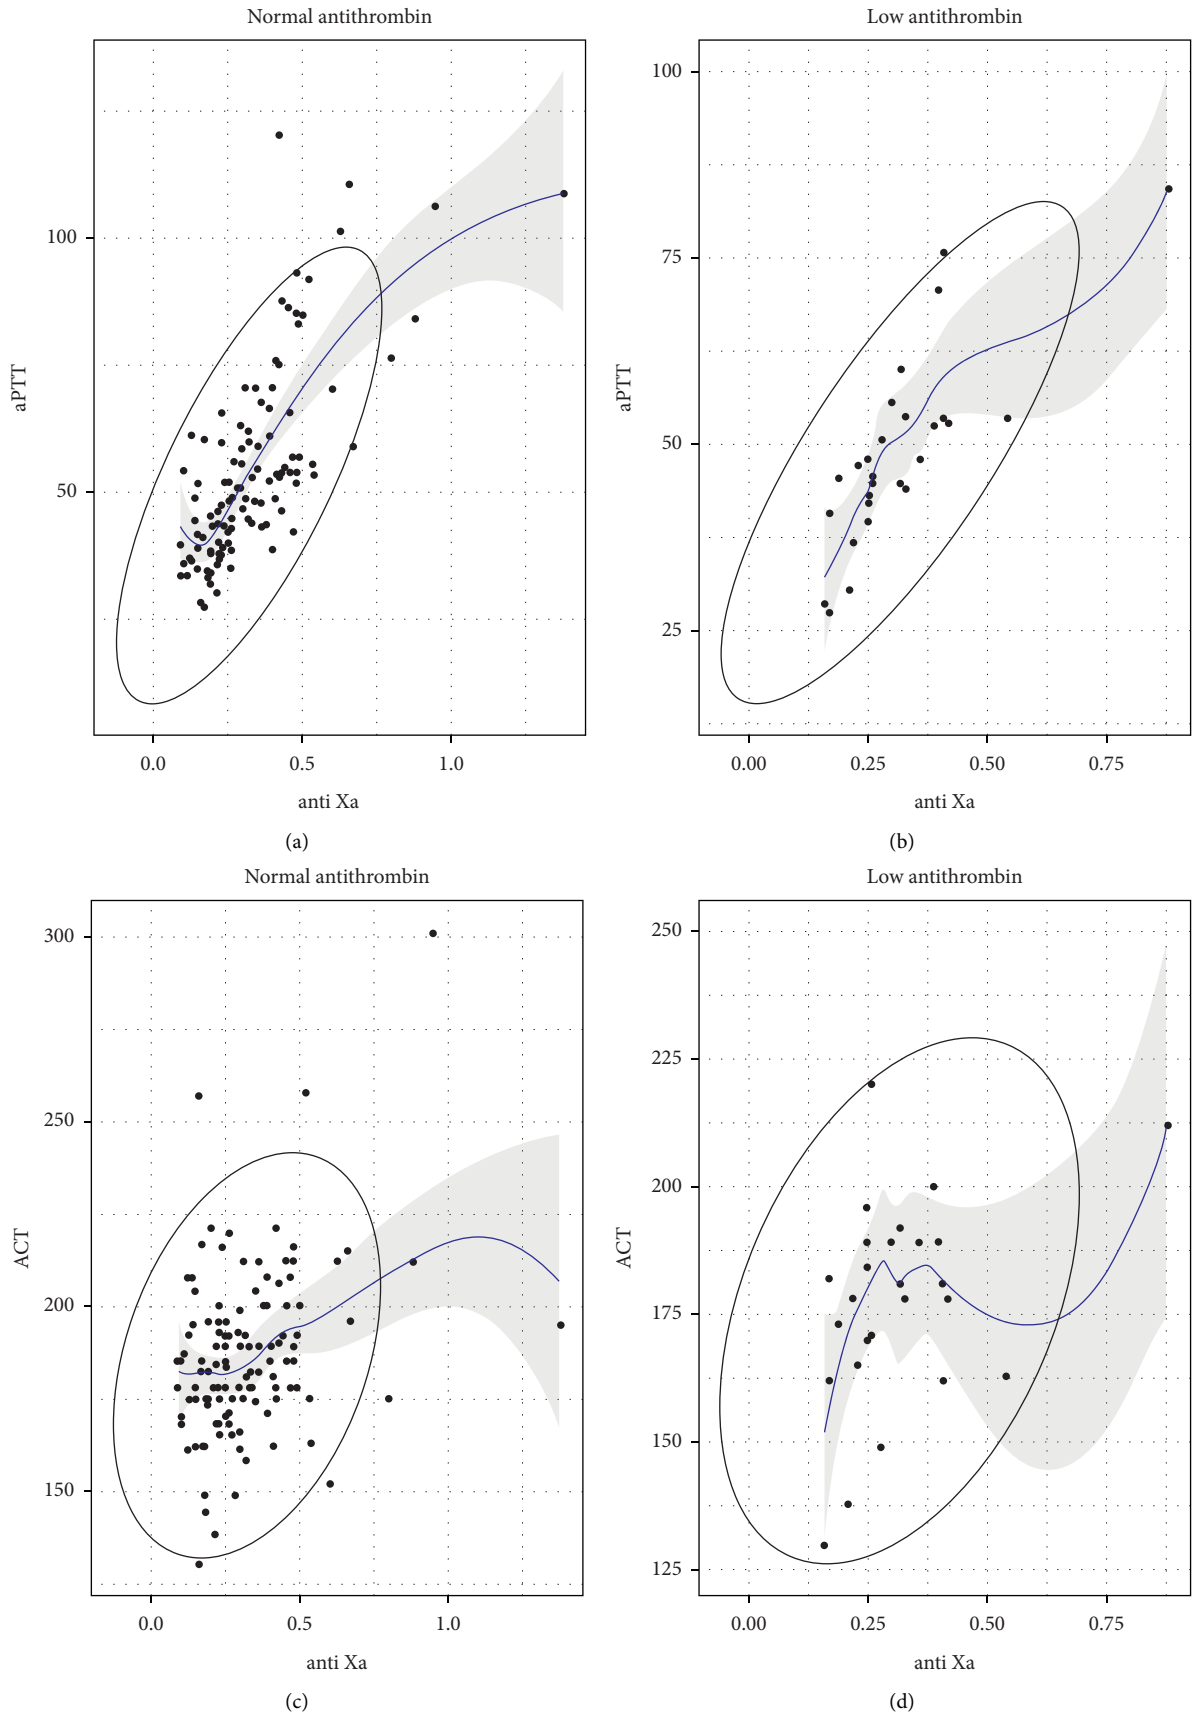 Normal antithrombin
100
50
aPTT
0.0 0.5 1.0
anti Xa
(a)
Low antithrombin
100
75
50
25
aPTT
0.00 0.25 0.50 0.75
anti Xa
(b)
Normal antithrombin
300
250
200
150
ACT
0.0 0.5 1.0
anti Xa
(c)
Low antithrombin
250
225
200
175
150
125
ACT
0.00 0.25 0.50 0.75
anti Xa
(d)